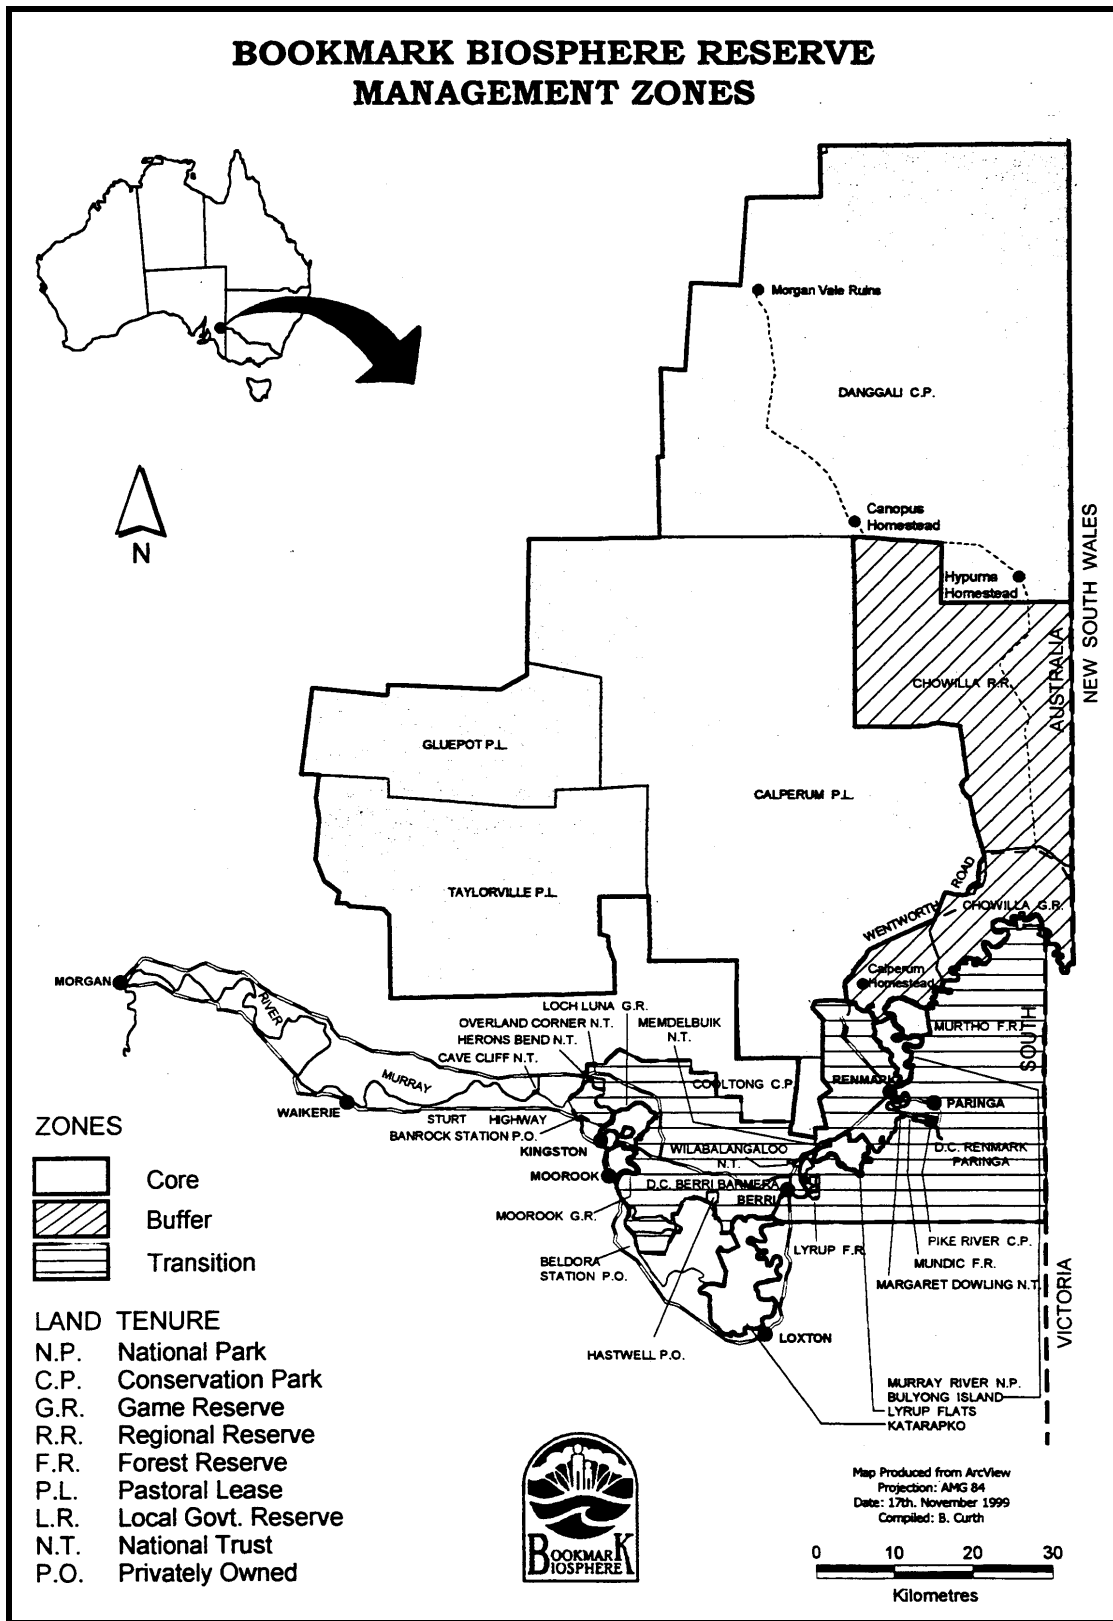 BOOKMARK BIOSPHERE RESERVE
MANAGEMENT ZONES
Morgan Vale Ruins
DANGGALI C.P.
N
Canopus
Homestead
Hypurna
Homestead
NEW SOUTH WALES
AUSTRALIA
CHOWILLA R.R.
GLUEPOT P.L.
CALPERUM P.L.
TAYLORVILLE P.L.
WENTWORTH ROAD
CHOWILLA G.R.
Calperum
Homestead
MORGAN
RIVER
LOCH LUNA G.R.
OVERLAND CORNER N.T.
MEMDELBUIK
N.T.
HERONS BEND N.T.
CAVE CLIFF N.T.
MURTHO F.R.
SOUTH
MURRAY
COOLTONG C.P.
RENMARK
PARINGA
WAIKERIE
STURT HIGHWAY
BANROCK STATION P.O.
KINGSTON
WILABALANGALOO
N.T.
D.C. RENMARK
PARINGA
MOOROOK
D.C. BERRI BARMERA
BERRI
MOOROOK G.R.
LYRUP F.R.
PIKE RIVER C.P.
MUNDIC F.R.
MARGARET DOWLING N.T.
BELDORA
STATION P.O.
VICTORIA
LOXTON
HASTWELL P.O.
MURRAY RIVER N.P.
BULYONG ISLAND
LYRUP FLATS
KATARAPKO
ZONES
Core
Buffer
Transition
LAND TENURE
N.P. National Park
C.P. Conservation Park
G.R. Game Reserve
R.R. Regional Reserve
F.R. Forest Reserve
P.L. Pastoral Lease
L.R. Local Govt. Reserve
N.T. National Trust
P.O. Privately Owned
BOOKMARK
BIOSPHERE
Map Produced from ArcView
Projection: AMG 84
Date: 17th. November 1999
Compiled: B. Curth
0 10 20 30
Kilometres